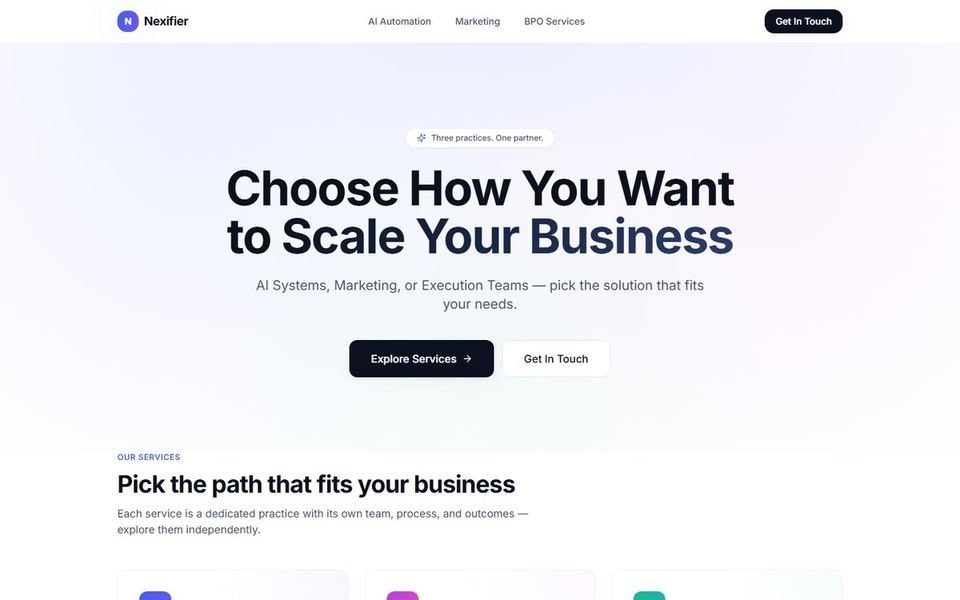 N Nexifier
AI Automation
Marketing
BPO Services
Get In Touch
Three practices. One partner.
Choose How You Want
to Scale Your Business
AI Systems, Marketing, or Execution Teams — pick the solution that fits
your needs.
Explore Services →
Get In Touch
OUR SERVICES
Pick the path that fits your business
Each service is a dedicated practice with its own team, process, and outcomes —
explore them independently.